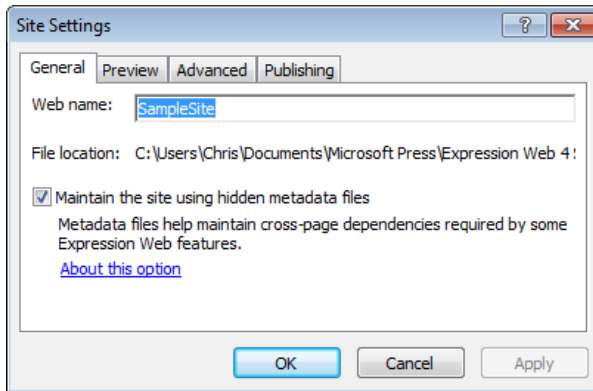 Site Settings
General Preview Advanced Publishing
Web name: SampleSite
File location: C:\Users\Chris\Documents\Microsoft Press\Expression Web 4
Maintain the site using hidden metadata files
Metadata files help maintain cross-page dependencies required by some
Expression Web features.
About this option
OK Cancel Apply